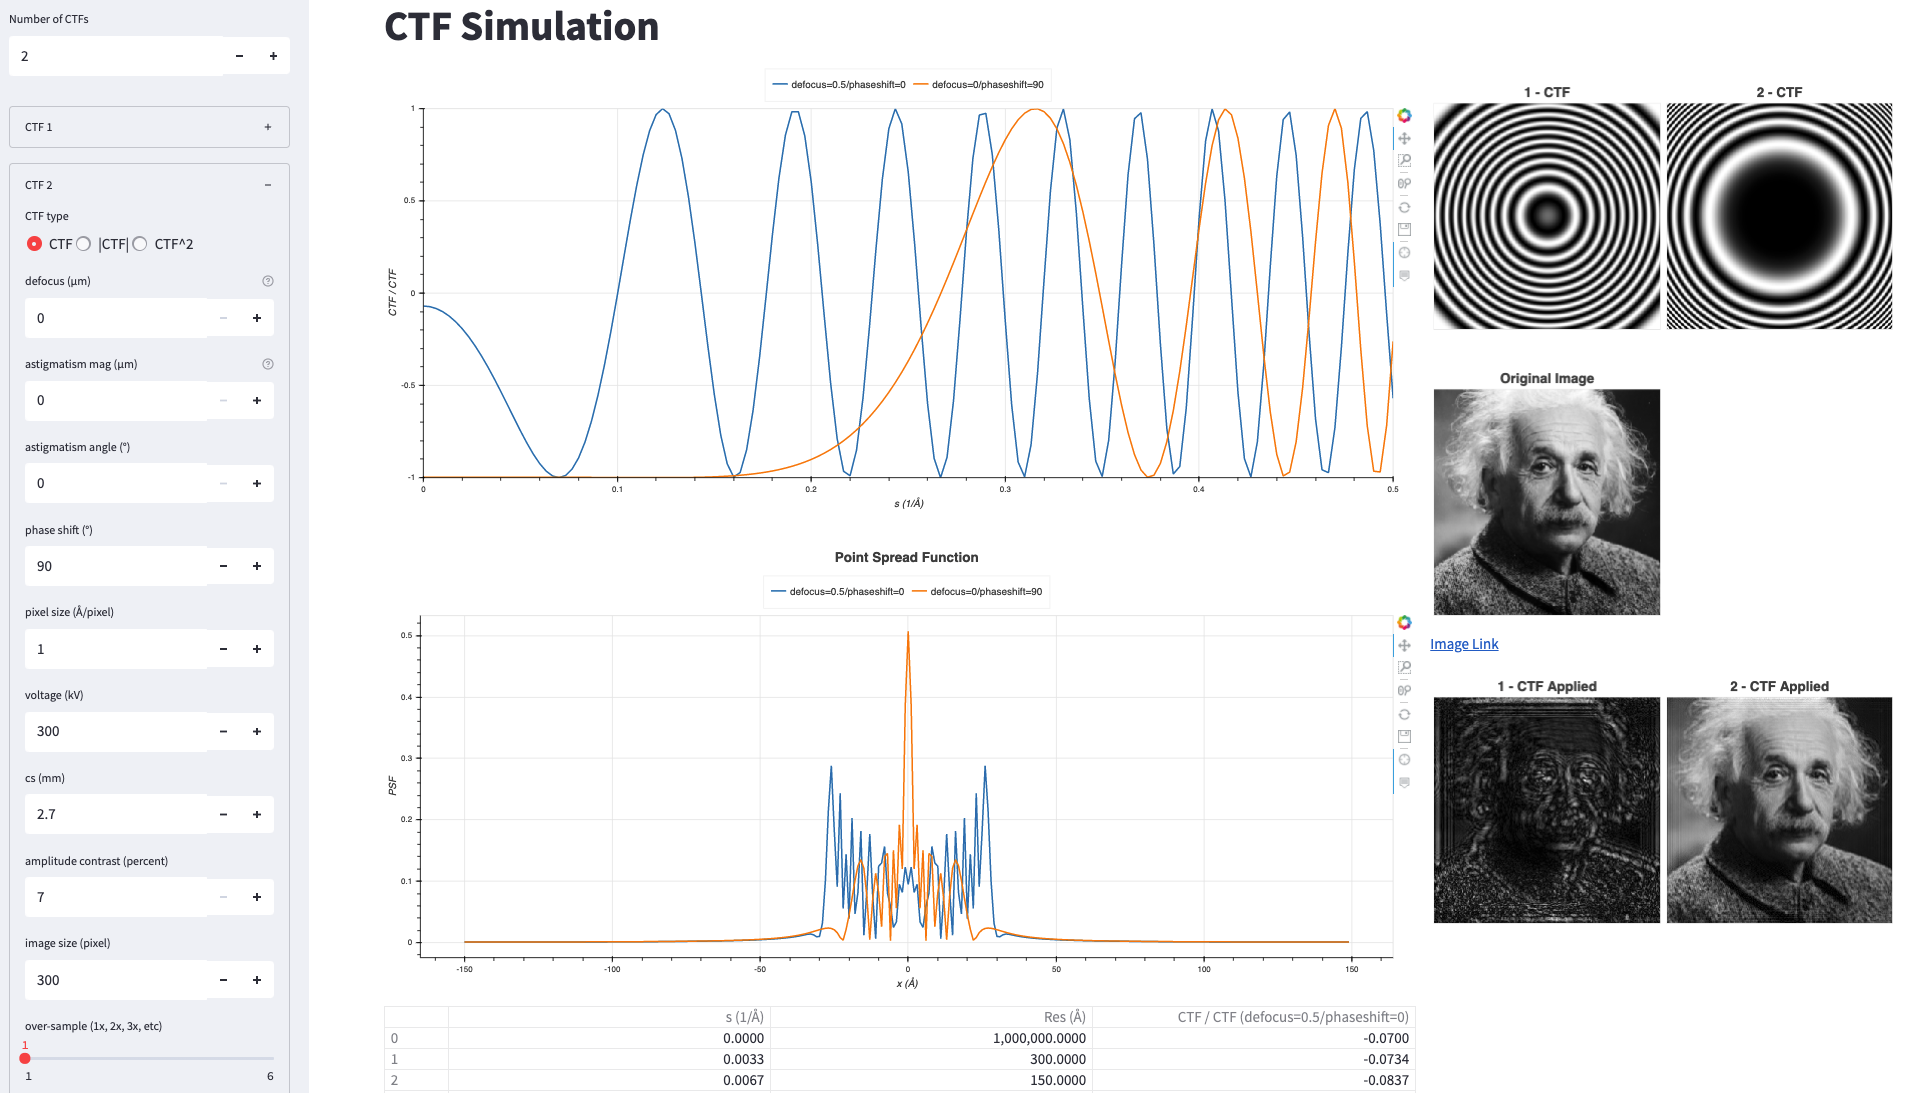 Number of CTFs
2
CTF 1
CTF 2
CTF type
CTF |CTF| CTF^2
defocus (µm)
0
astigmatism mag (µm)
0
astigmatism angle (°)
0
phase shift (°)
90
pixel size (Å/pixel)
1
voltage (kV)
300
cs (mm)
2.7
amplitude contrast (percent)
7
image size (pixel)
300
over-sample (1x, 2x, 3x, etc)
1
1 6
CTF Simulation
defocus=0.5/phaseshift=0 defocus=0/phaseshift=90
1
0.5
0
-0.5
-1
CTF / CTF
0 0.1 0.2 0.3 0.4 0.5
s (1/Å)
Point Spread Function
defocus=0.5/phaseshift=0 defocus=0/phaseshift=90
0.5
0.4
0.3
0.2
0.1
0
PSF
-150 -100 -50 0 50 100 150
x (Å)
s (1/Å) Res (Å) CTF / CTF (defocus=0.5/phaseshift=0)
0 0.0000 1,000,000.0000 -0.0700
1 0.0033 300.0000 -0.0734
2 0.0067 150.0000 -0.0837
1 - CTF 2 - CTF
Original Image
Image Link
1 - CTF Applied 2 - CTF Applied